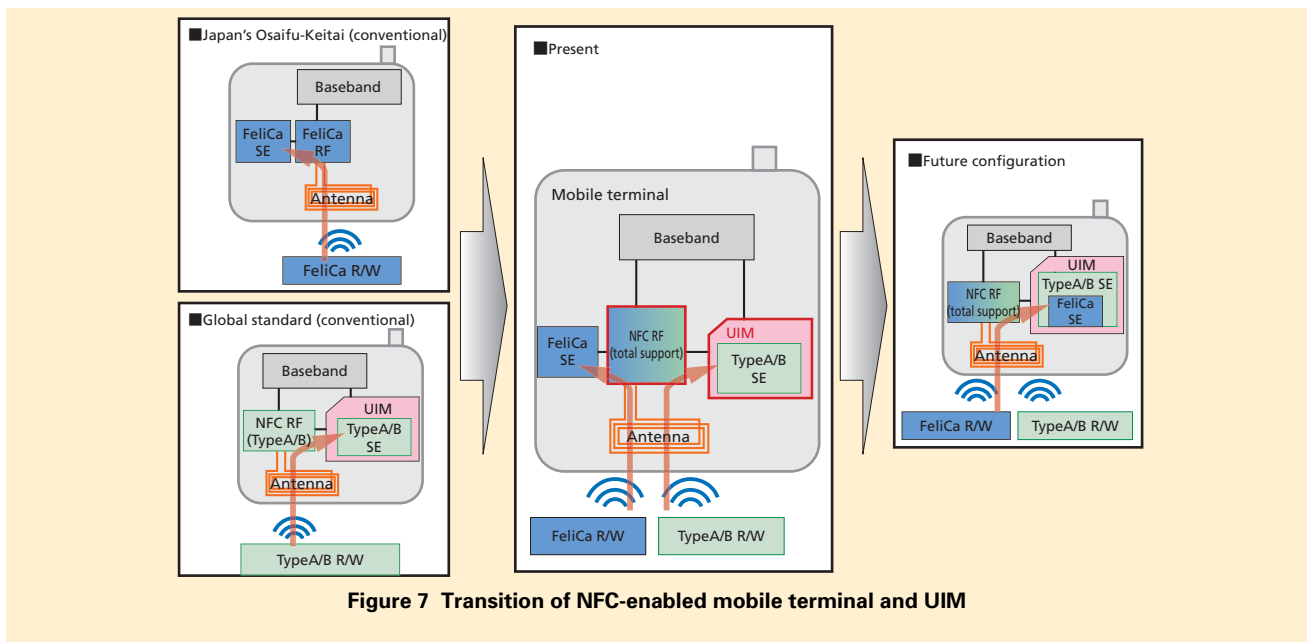 ■Japan's Osaifu-Keitai (conventional)
Baseband
FeliCa
SE
FeliCa
RF
Antenna
FeliCa R/W
■Global standard (conventional)
Baseband
NFC RF
(TypeA/B)
UIM
TypeA/B
SE
Antenna
TypeA/B R/W
■Present
Mobile terminal
Baseband
FeliCa
SE
NFC RF
(total support)
UIM
TypeA/B
SE
Antenna
FeliCa R/W
TypeA/B R/W
■Future configuration
Baseband
UIM
TypeA/B SE
FeliCa
SE
NFC RF
(total support)
Antenna
FeliCa R/W
TypeA/B R/W
Figure 7 Transition of NFC-enabled mobile terminal and UIM